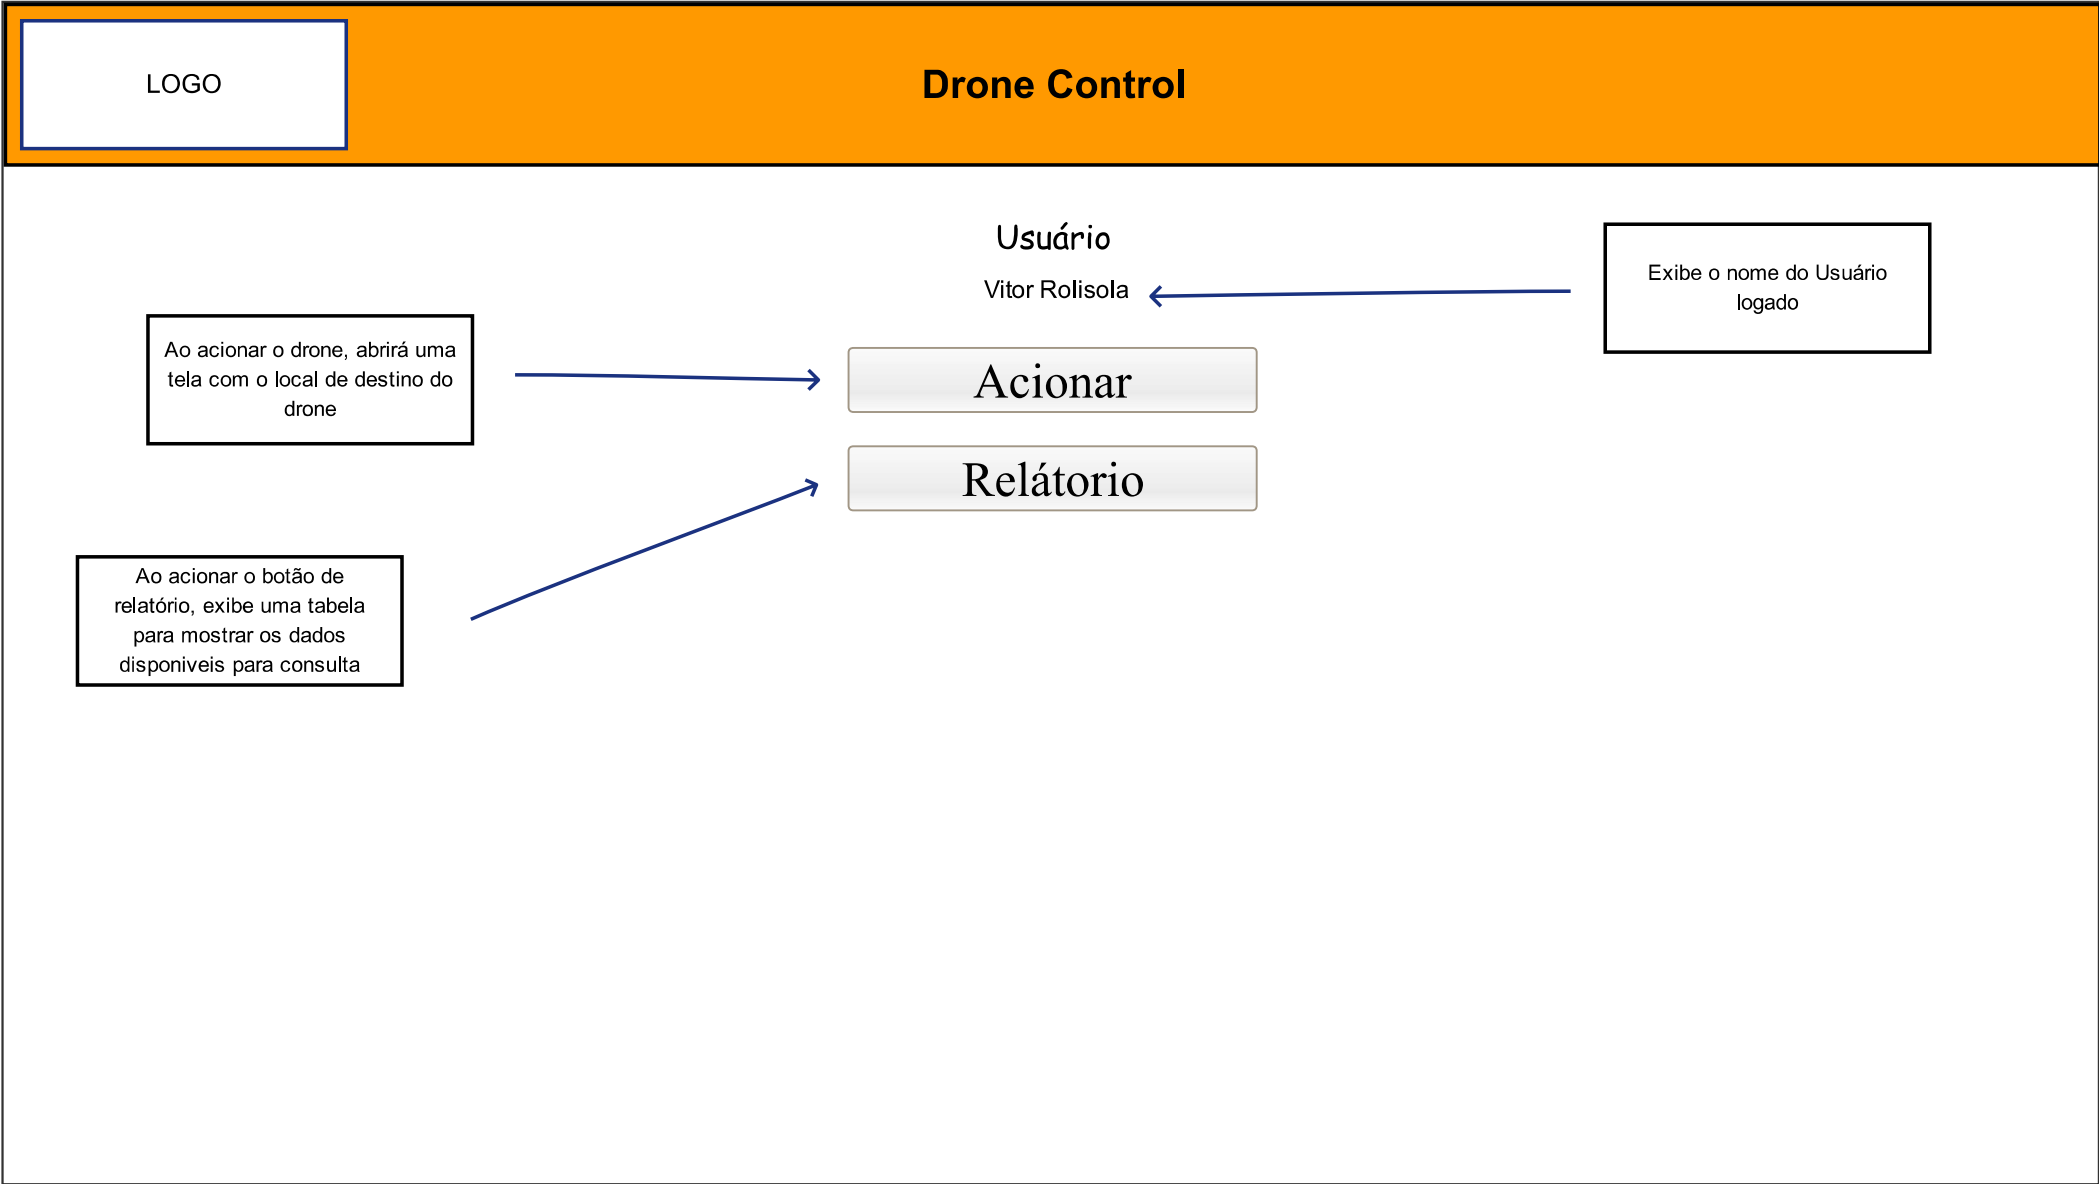 LOGO
Drone Control
Usuário
Vitor Rolisola
Exibe o nome do Usuário
logado
Ao acionar o drone, abrirá uma
tela com o local de destino do
drone
Acionar
Relátorio
Ao acionar o botão de
relatório, exibe uma tabela
para mostrar os dados
disponiveis para consulta